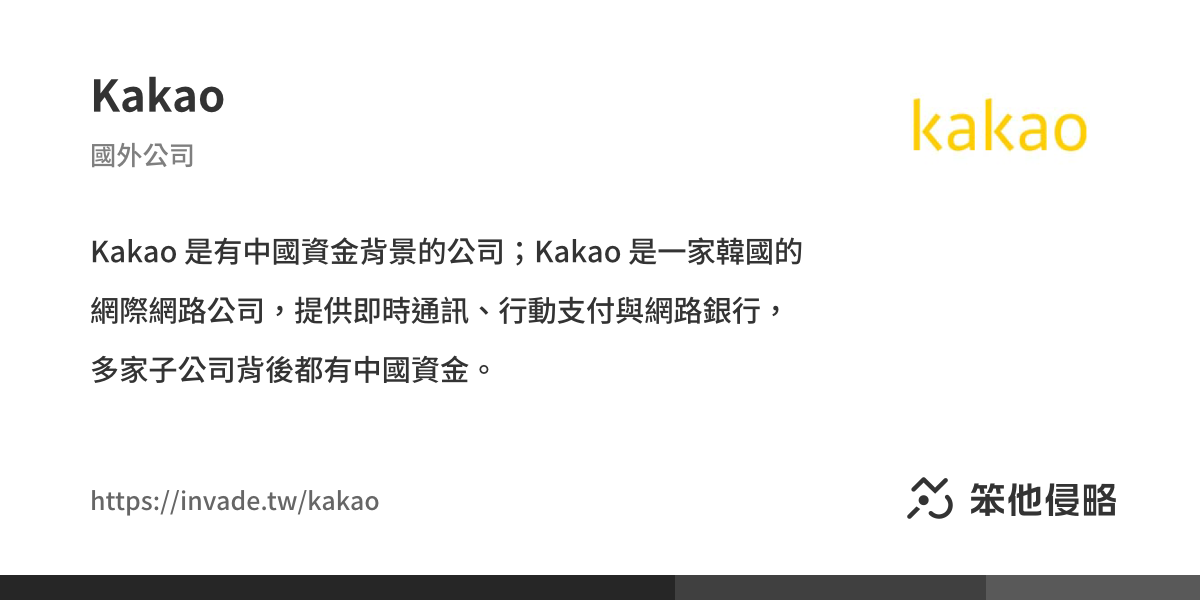 Kakao
kakao
國外公司
Kakao 是有中國資金背景的公司；Kakao 是一家韓國的
網際網路公司，提供即時通訊、行動支付與網路銀行，
多家子公司背後都有中國資金。
https://invade.tw/kakao
笨他侵略